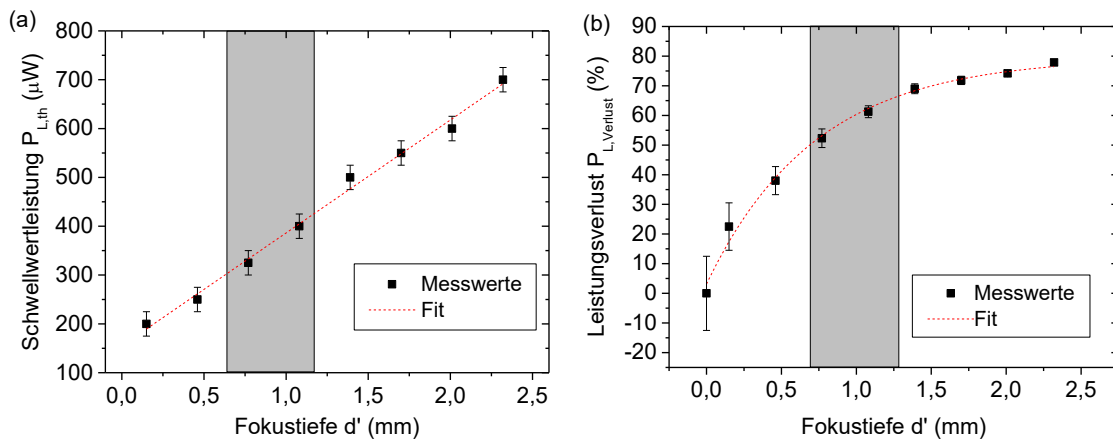 (a)
Schwellwertleistung P_L,th (µW)
800
700
600
500
400
300
200
100
0,0 0,5 1,0 1,5 2,0 2,5
Fokustiefe d' (mm)
Messwerte
Fit
(b)
Leistungsverlust P_L,Verlust (%)
90
80
70
60
50
40
30
20
10
0
-10
-20
0,0 0,5 1,0 1,5 2,0 2,5
Fokustiefe d' (mm)
Messwerte
Fit